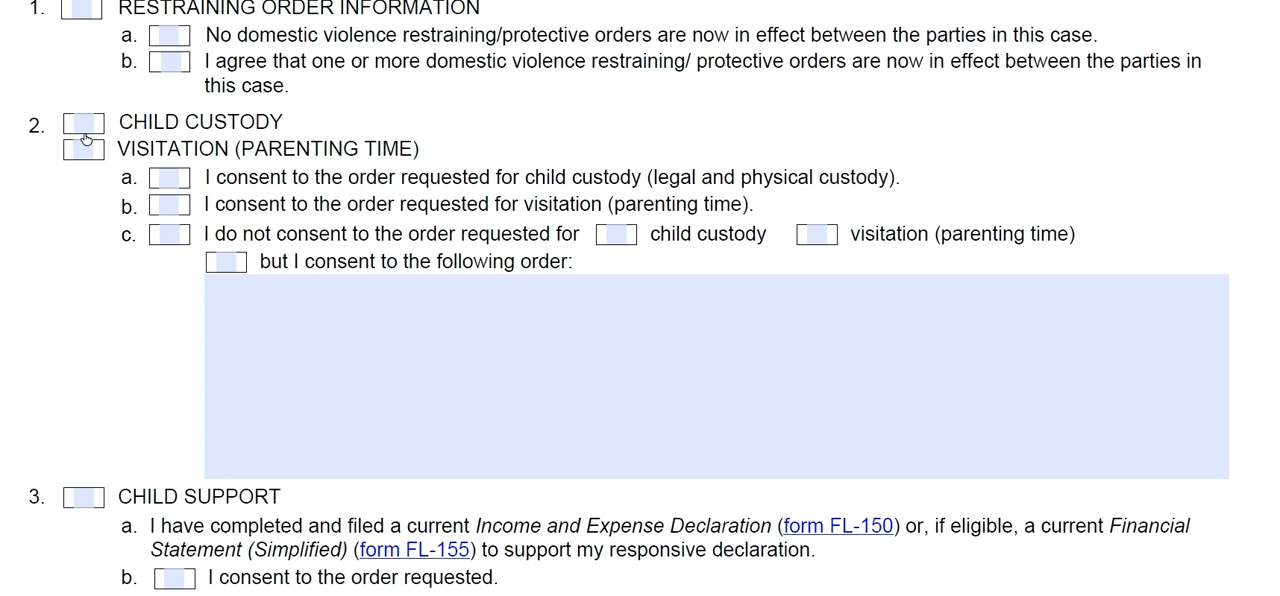 1. RESTRAINING ORDER INFORMATION
a. No domestic violence restraining/protective orders are now in effect between the parties in this case.
b. I agree that one or more domestic violence restraining/ protective orders are now in effect between the parties in
this case.
2. CHILD CUSTODY
VISITATION (PARENTING TIME)
a. I consent to the order requested for child custody (legal and physical custody).
b. I consent to the order requested for visitation (parenting time).
c. I do not consent to the order requested for child custody visitation (parenting time)
but I consent to the following order:
3. CHILD SUPPORT
a. I have completed and filed a current Income and Expense Declaration (form FL-150) or, if eligible, a current Financial
Statement (Simplified) (form FL-155) to support my responsive declaration.
b. I consent to the order requested.